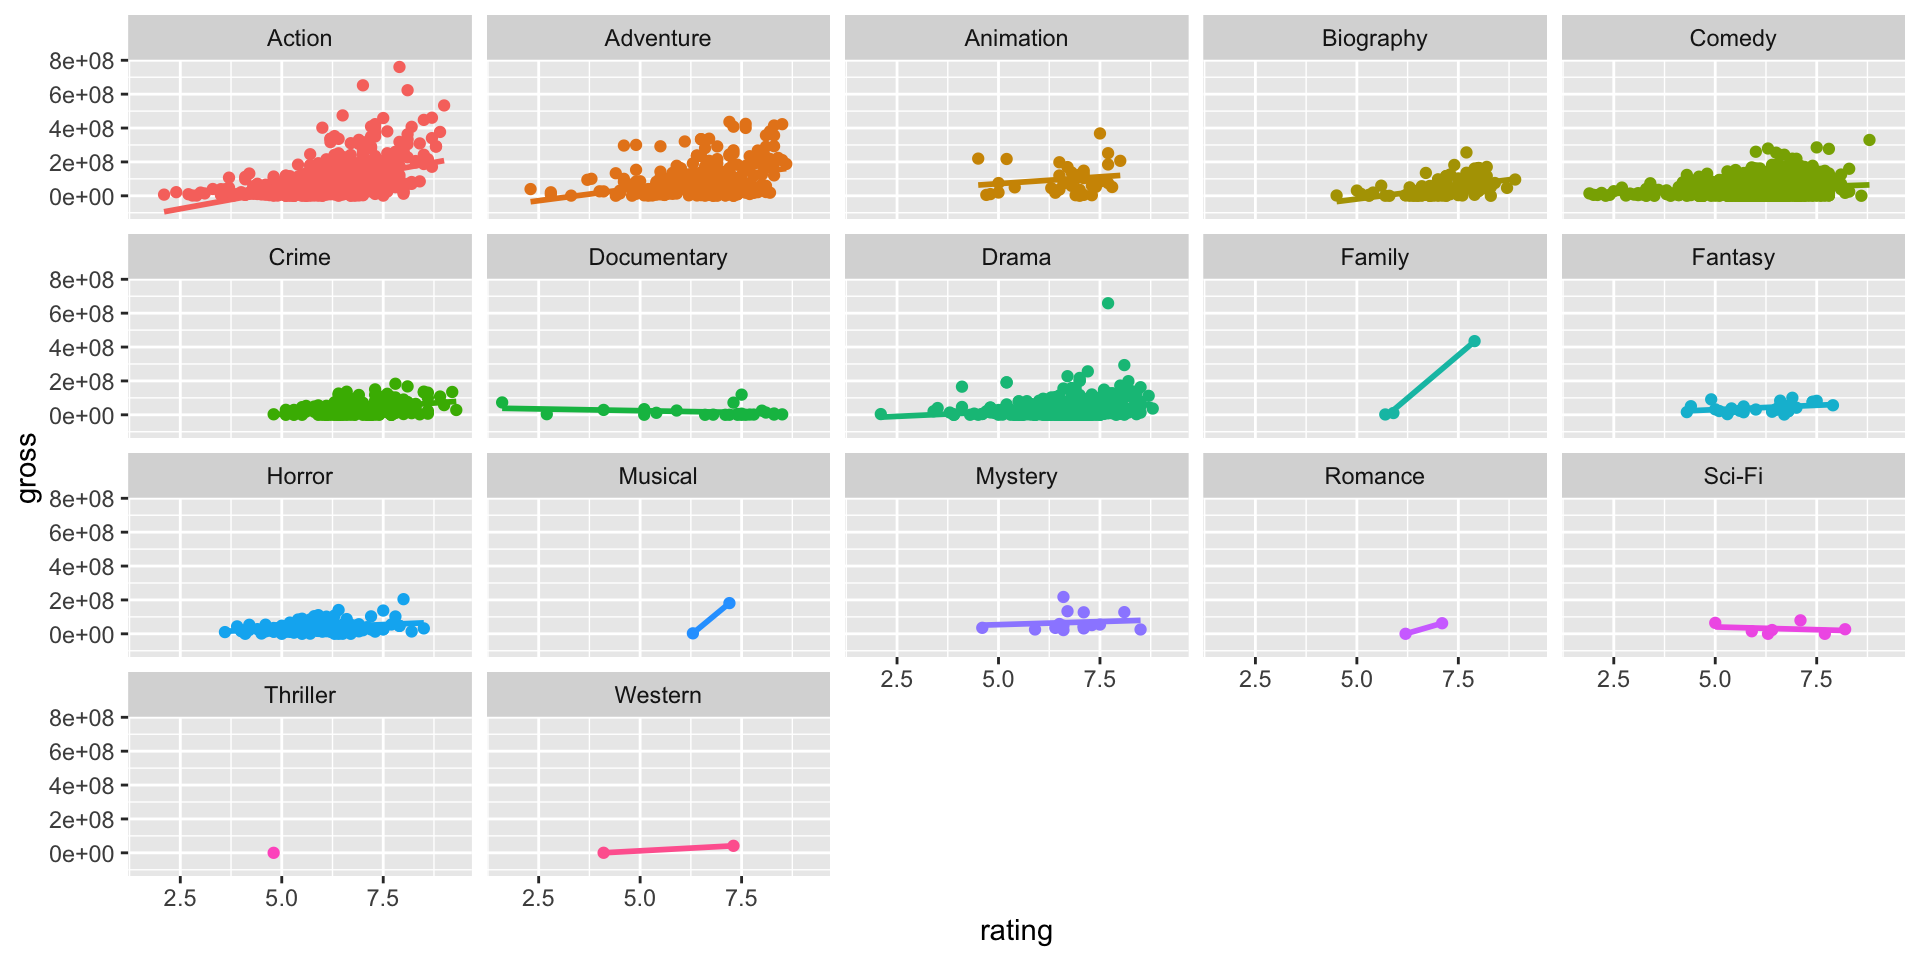 Action Adventure Animation Biography Comedy
8e+08
6e+08
4e+08
2e+08
0e+00
Crime Documentary Drama Family Fantasy
8e+08
6e+08
4e+08
2e+08
0e+00
gross
Horror Musical Mystery Romance Sci-Fi
8e+08
6e+08
4e+08
2e+08
0e+00
2.5 5.0 7.5 2.5 5.0 7.5 2.5 5.0 7.5
Thriller Western
8e+08
6e+08
4e+08
2e+08
0e+00
2.5 5.0 7.5 2.5 5.0 7.5
rating